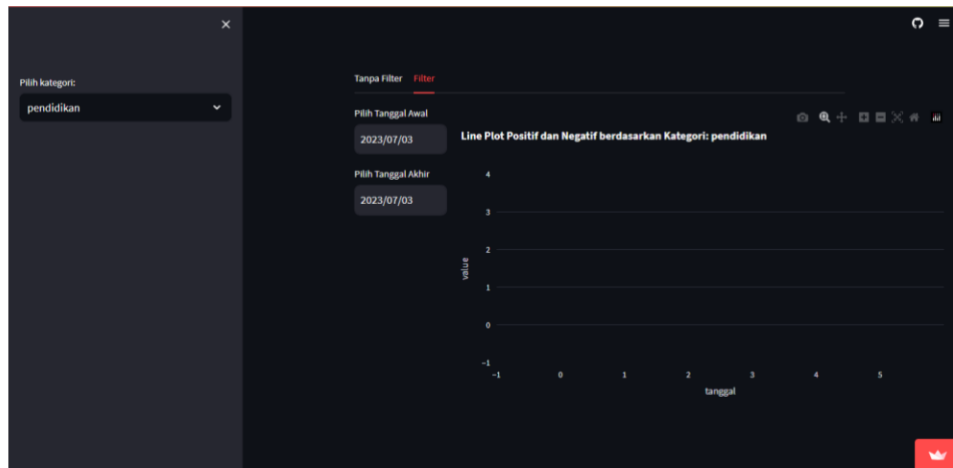 Pilih kategori:
pendidikan
Tanpa Filter Filter
Pilih Tanggal Awal
2023/07/03
Pilih Tanggal Akhir
2023/07/03
Line Plot Positif dan Negatif berdasarkan Kategori: pendidikan
4
3
2
1
0
−1
value
−1 0 1 2 3 4 5
tanggal